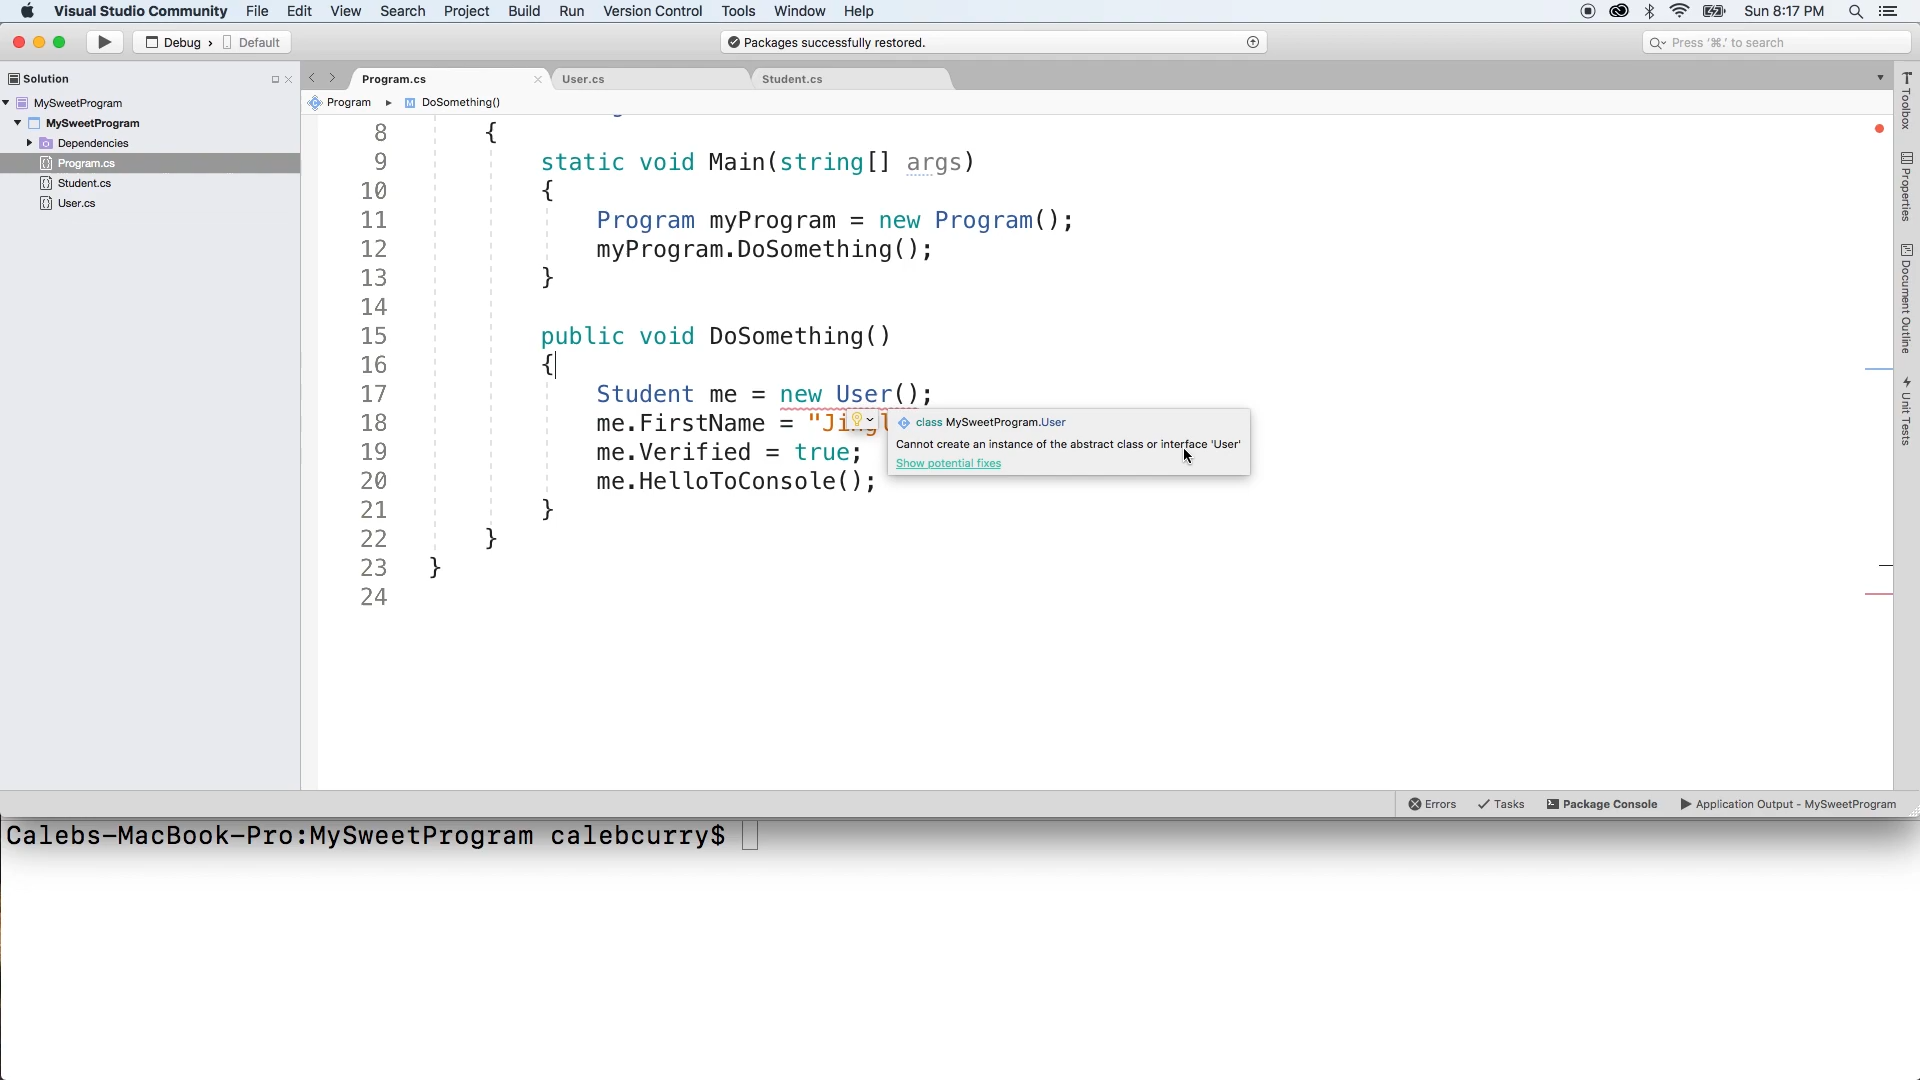 Visual Studio Community File Edit View Search Project Build Run Version Control Tools Window Help Sun 8:17 PM
Debug › Default Packages successfully restored. Press '⌘.' to search
Solution Program.cs User.cs Student.cs
MySweetProgram Program ▸ DoSomething()
MySweetProgram
Dependencies
Program.cs
Student.cs
User.cs
8 {
9 static void Main(string[] args)
10 {
11 Program myProgram = new Program();
12 myProgram.DoSomething();
13 }
14
15 public void DoSomething()
16 {
17 Student me = new User();
18 me.FirstName = "Jingl
19 me.Verified = true;
20 me.HelloToConsole();
21 }
22 }
23 }
24
class MySweetProgram.User
Cannot create an instance of the abstract class or interface 'User'
Show potential fixes
Toolbox
Properties
Document Outline
Unit Tests
Errors Tasks Package Console Application Output - MySweetProgram
Calebs-MacBook-Pro:MySweetProgram calebcurry$